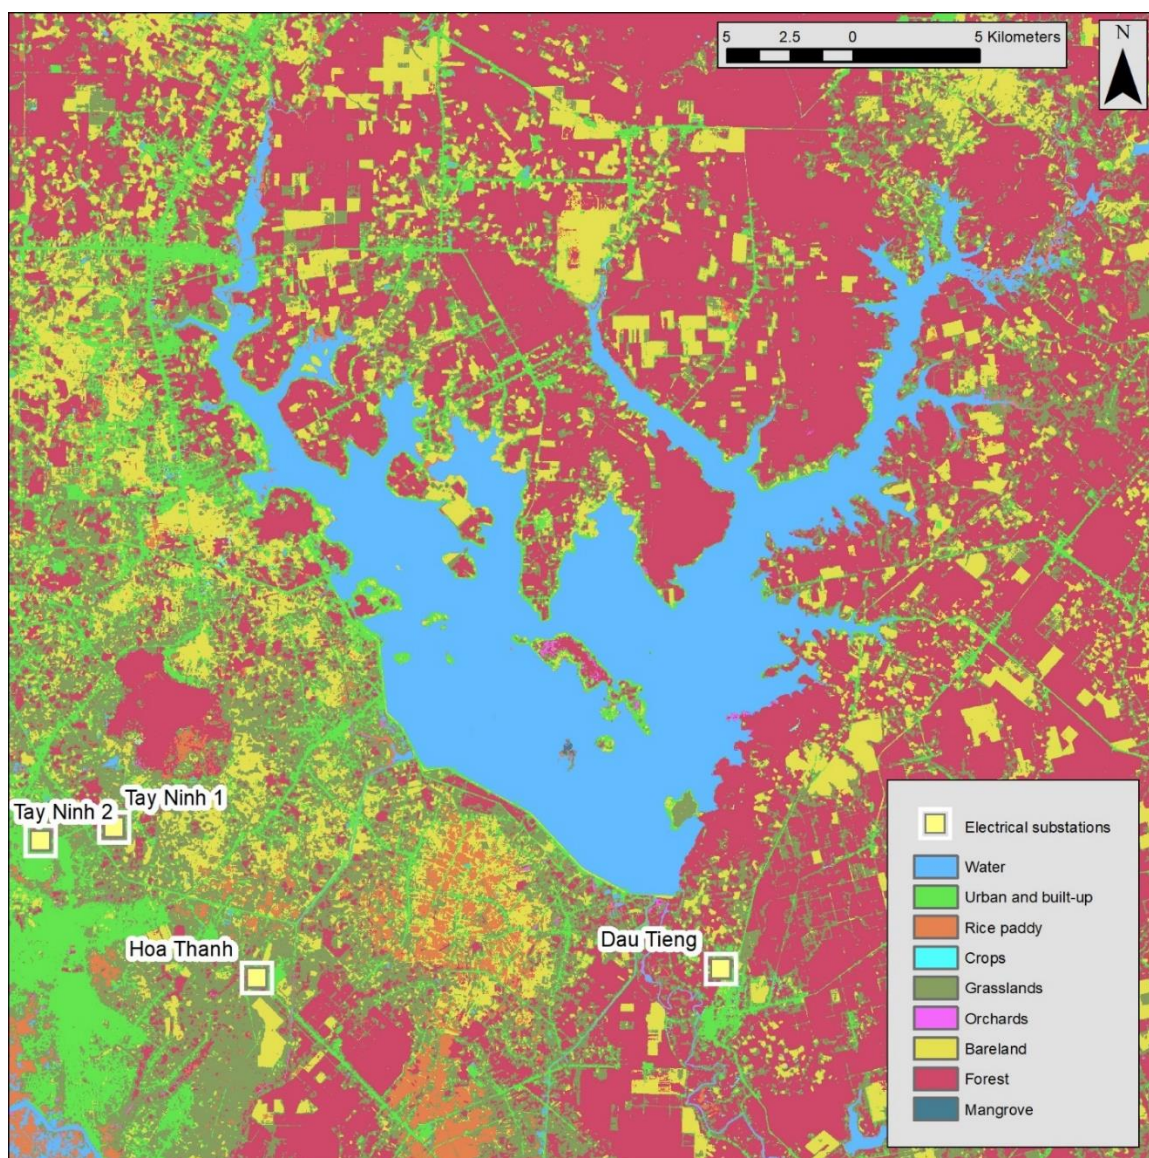 5 2.5 0 5 Kilometers
N
Tay Ninh 2
Tay Ninh 1
Hoa Thanh
Dau Tieng
Electrical substations
Water
Urban and built-up
Rice paddy
Crops
Grasslands
Orchards
Bareland
Forest
Mangrove